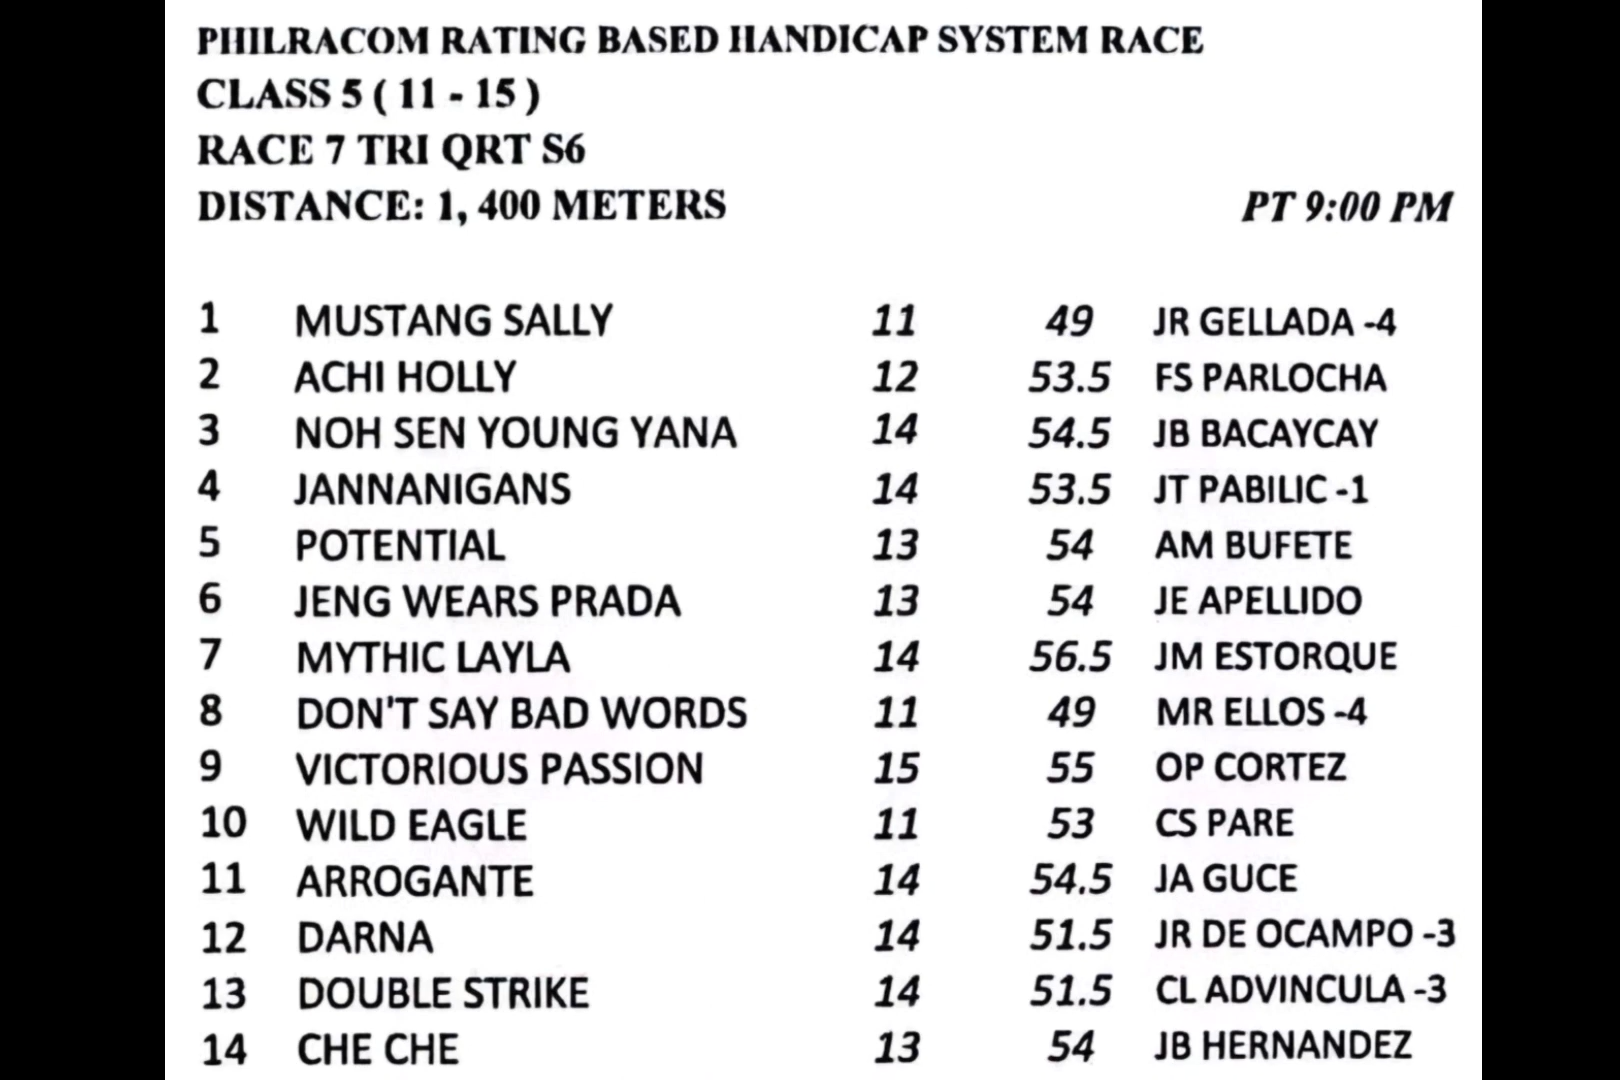 PHILRACOM RATING BASED HANDICAP SYSTEM RACE
CLASS 5 ( 11 - 15 )
RACE 7 TRI QRT S6
DISTANCE: 1, 400 METERS PT 9:00 PM
1 MUSTANG SALLY 11 49 JR GELLADA -4
2 ACHI HOLLY 12 53.5 FS PARLOCHA
3 NOH SEN YOUNG YANA 14 54.5 JB BACAYCAY
4 JANNANIGANS 14 53.5 JT PABILIC -1
5 POTENTIAL 13 54 AM BUFETE
6 JENG WEARS PRADA 13 54 JE APELLIDO
7 MYTHIC LAYLA 14 56.5 JM ESTORQUE
8 DON'T SAY BAD WORDS 11 49 MR ELLOS -4
9 VICTORIOUS PASSION 15 55 OP CORTEZ
10 WILD EAGLE 11 53 CS PARE
11 ARROGANTE 14 54.5 JA GUCE
12 DARNA 14 51.5 JR DE OCAMPO -3
13 DOUBLE STRIKE 14 51.5 CL ADVINCULA -3
14 CHE CHE 13 54 JB HERNANDEZ